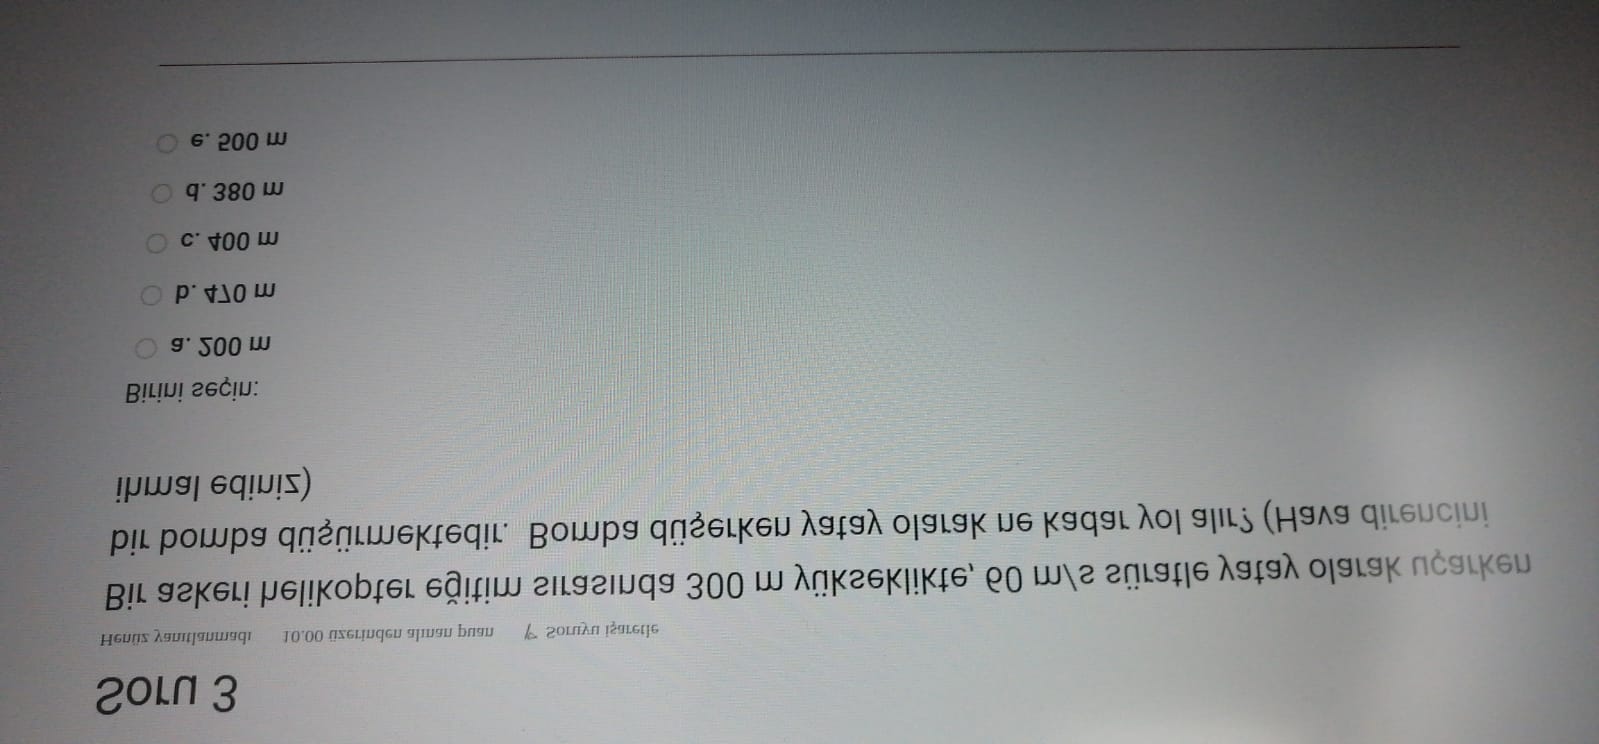 Soru 3
Henüz yanıtlanmadı 10.00 üzerinden alınan puan Soruyu işaretle
Bir askeri helikopter eğitim sırasında 300 m yükseklikte, 60 m/s süratle yatay olarak uçarken
bir bomba düşürmektedir. Bomba düşerken yatay olarak ne kadar yol alır? (Hava direncini
ihmal ediniz)
Birini seçin:
a. 200 m
b. 470 m
c. 400 m
d. 380 m
e. 500 m